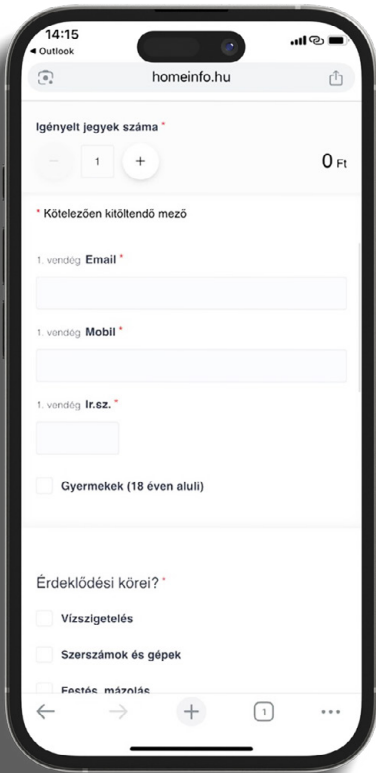 14:15
◀ Outlook
homeinfo.hu
Igényelt jegyek száma *
− 1 +
0 Ft
* Kötelezően kitöltendő mező
1. vendég Email *
1. vendég Mobil *
1. vendég Ir.sz. *
Gyermekek (18 éven aluli)
Érdeklődési körei? *
Vízszigetelés
Szerszámok és gépek
Festés, mázolás
1